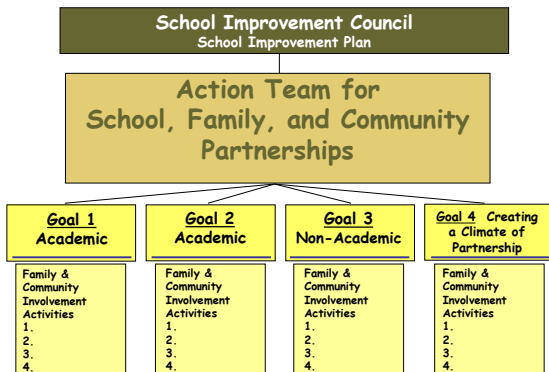 School Improvement Council
School Improvement Plan
Action Team for
School, Family, and Community
Partnerships
Goal 1
Academic
Goal 2
Academic
Goal 3
Non-Academic
Goal 4 Creating
a Climate of
Partnership
Family &
Community
Involvement
Activities
1.
2.
3.
4.
Family &
Community
Involvement
Activities
1.
2.
3.
4.
Family &
Community
Involvement
Activities
1.
2.
3.
4.
Family &
Community
Involvement
Activities
1.
2.
3.
4.